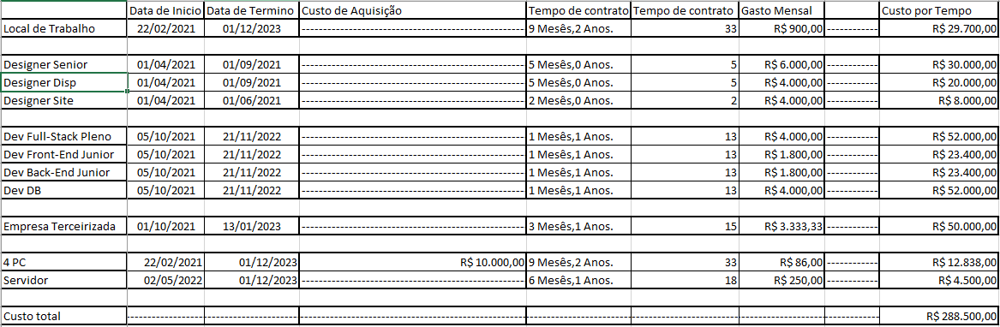 Data de Inicio Data de Termino Custo de Aquisição Tempo de contrato Tempo de contrato Gasto Mensal Custo por Tempo
Local de Trabalho 22/02/2021 01/12/2023 ------------------------------------------------ 9 Mesês,2 Anos. 33 R$ 900,00 ------------ R$ 29.700,00
Designer Senior 01/04/2021 01/09/2021 ------------------------------------------------ 5 Mesês,0 Anos. 5 R$ 6.000,00 ------------ R$ 30.000,00
Designer Disp 01/04/2021 01/09/2021 ------------------------------------------------ 5 Mesês,0 Anos. 5 R$ 4.000,00 ------------ R$ 20.000,00
Designer Site 01/04/2021 01/06/2021 ------------------------------------------------ 2 Mesês,0 Anos. 2 R$ 4.000,00 ------------ R$ 8.000,00
Dev Full-Stack Pleno 05/10/2021 21/11/2022 ------------------------------------------------ 1 Mesês,1 Anos. 13 R$ 4.000,00 ------------ R$ 52.000,00
Dev Front-End Junior 05/10/2021 21/11/2022 ------------------------------------------------ 1 Mesês,1 Anos. 13 R$ 1.800,00 ------------ R$ 23.400,00
Dev Back-End Junior 05/10/2021 21/11/2022 ------------------------------------------------ 1 Mesês,1 Anos. 13 R$ 1.800,00 ------------ R$ 23.400,00
Dev DB 05/10/2021 21/11/2022 ------------------------------------------------ 1 Mesês,1 Anos. 13 R$ 4.000,00 ------------ R$ 52.000,00
Empresa Terceirizada 01/10/2021 13/01/2023 ------------------------------------------------ 3 Mesês,1 Anos. 15 R$ 3.333,33 ------------ R$ 50.000,00
4 PC 22/02/2021 01/12/2023 R$ 10.000,00 9 Mesês,2 Anos. 33 R$ 86,00 ------------ R$ 12.838,00
Servidor 02/05/2022 01/12/2023 ------------------------------------------------ 6 Mesês,1 Anos. 18 R$ 250,00 ------------ R$ 4.500,00
Custo total ---------------- ------------------- ------------------------------------------------ ---------------------- ---------------------- ----------------- ------------ R$ 288.500,00